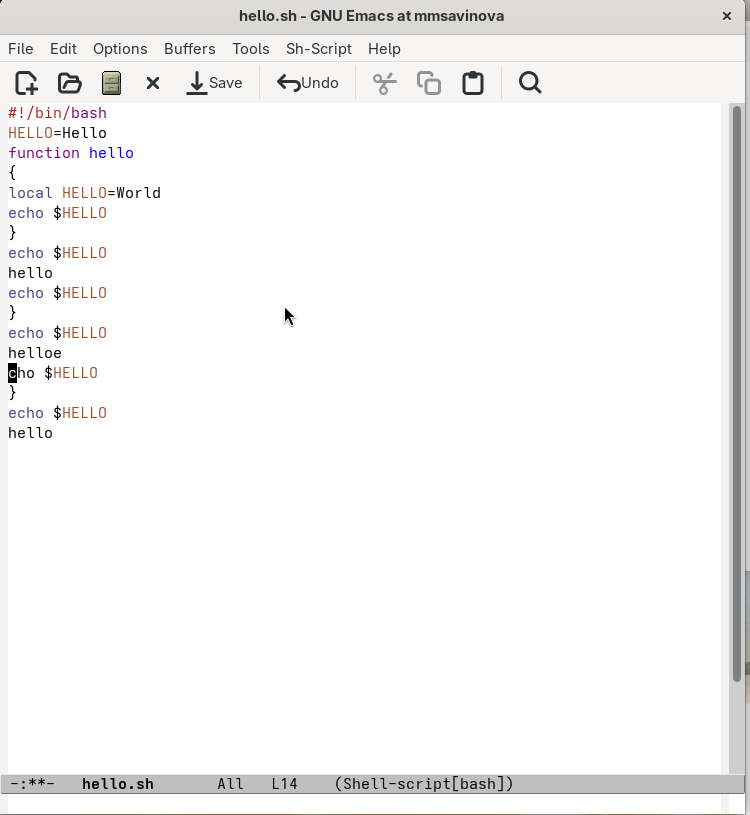 hello.sh - GNU Emacs at mmsavinova
File Edit Options Buffers Tools Sh-Script Help
Save Undo
#!/bin/bash
HELLO=Hello
function hello
{
local HELLO=World
echo $HELLO
}
echo $HELLO
hello
echo $HELLO
}
echo $HELLO
helloe
cho $HELLO
}
echo $HELLO
hello
-:**- hello.sh All L14 (Shell-script[bash])